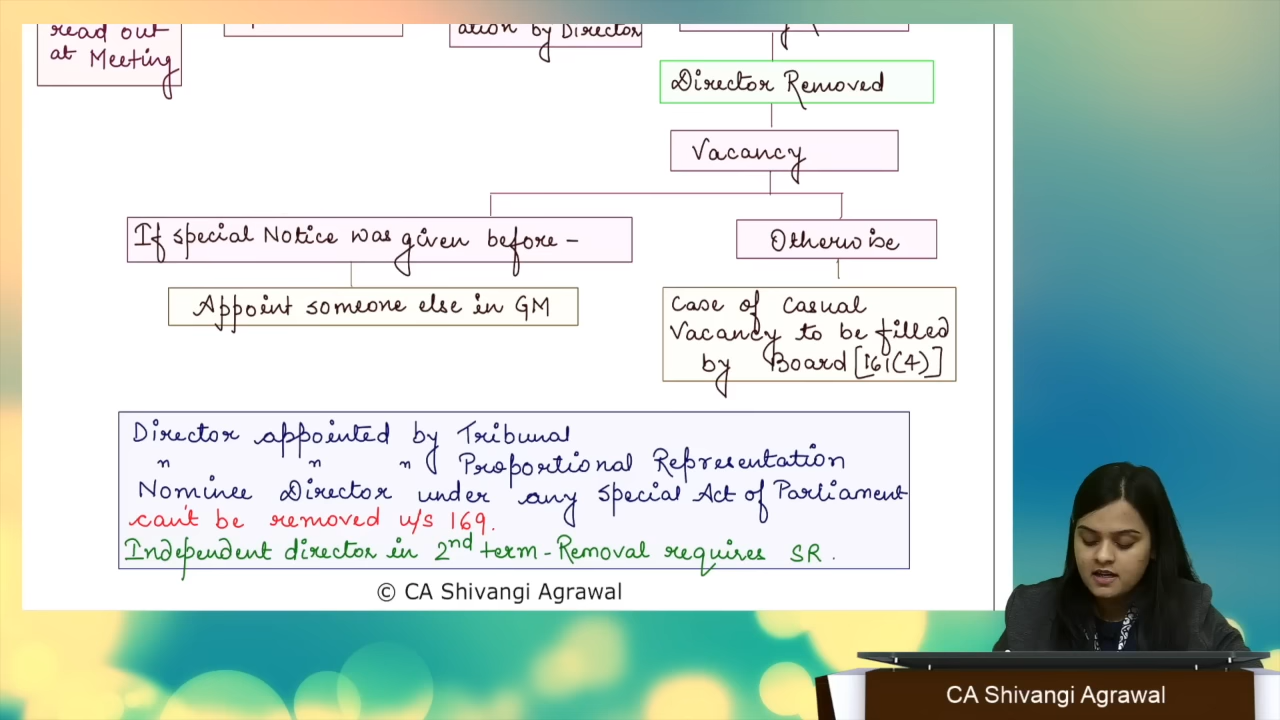 read out
at Meeting
ation by Director
Director Removed
Vacancy
If special Notice was given before -
Otherwise
Appoint someone else in GM
Case of Casual
Vacancy to be filled
by Board [161(4)]
Director appointed by Tribunal
" " " Proportional Representation
Nominee Director under any special Act of Parliament
can't be removed u/s 169.
Independent director in 2nd term - Removal requires SR.
© CA Shivangi Agrawal
CA Shivangi Agrawal